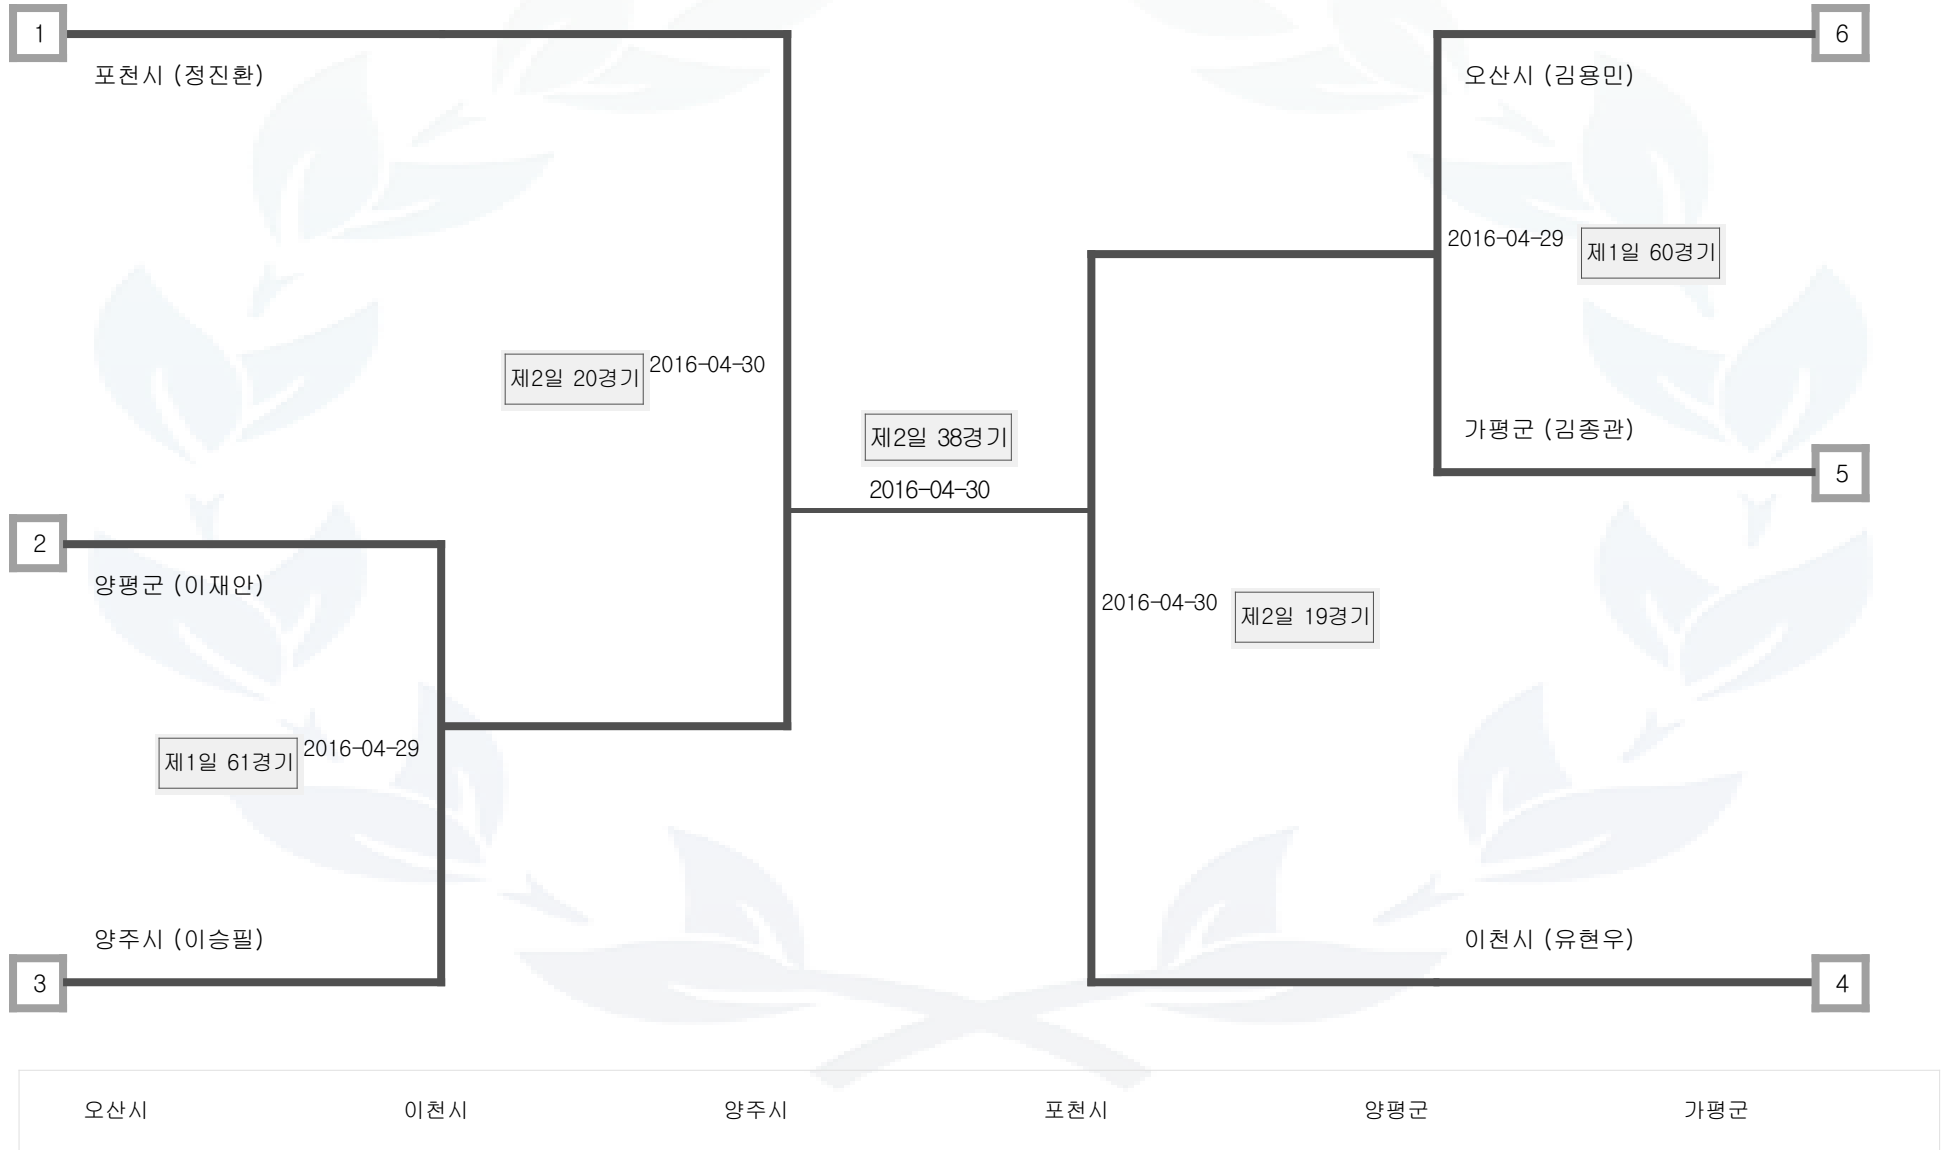 1
6
포천시 (정진환)
오산시 (김용민)
2016-04-29
제1일 60경기
제2일 20경기
2016-04-30
제2일 38경기
가평군 (김종관)
5
2016-04-30
2
양평군 (이재안)
2016-04-30
제2일 19경기
제1일 61경기
2016-04-29
양주시 (이승필)
이천시 (유현우)
3
4
오산시 이천시 양주시 포천시 양평군 가평군